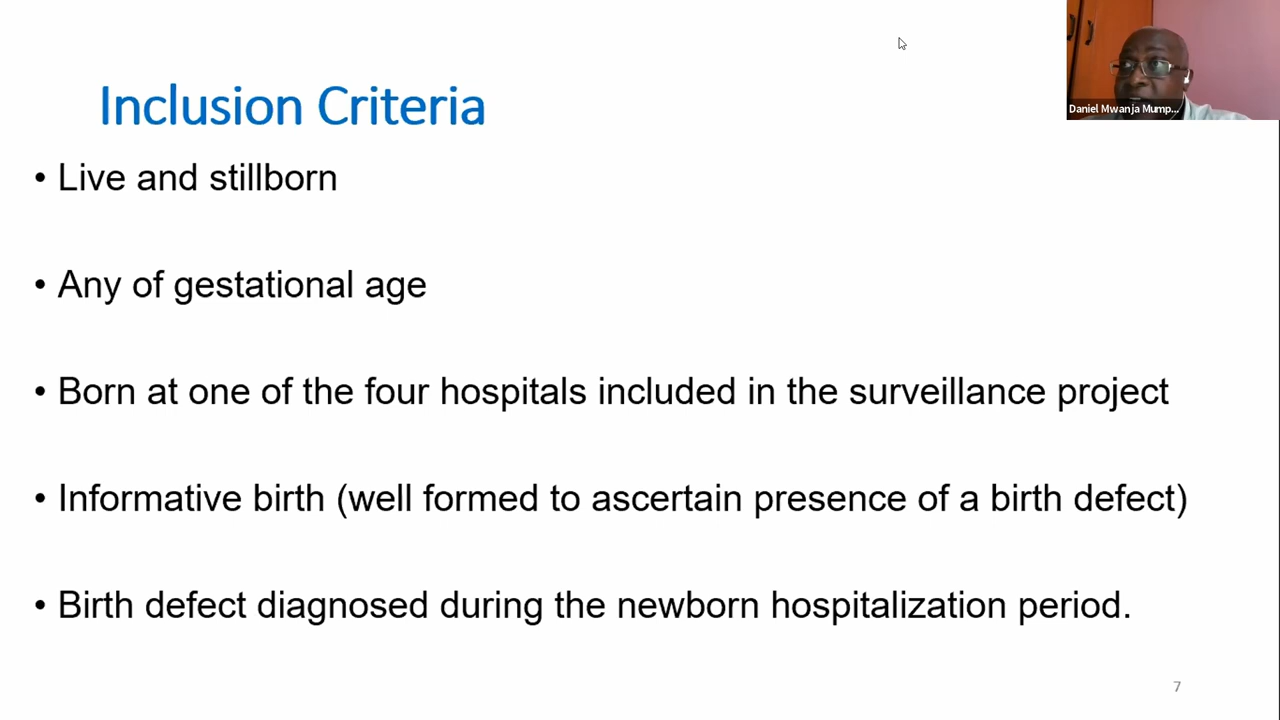 Daniel Mwanja Mump...
Inclusion Criteria
• Live and stillborn
• Any of gestational age
• Born at one of the four hospitals included in the surveillance project
• Informative birth (well formed to ascertain presence of a birth defect)
• Birth defect diagnosed during the newborn hospitalization period.
7